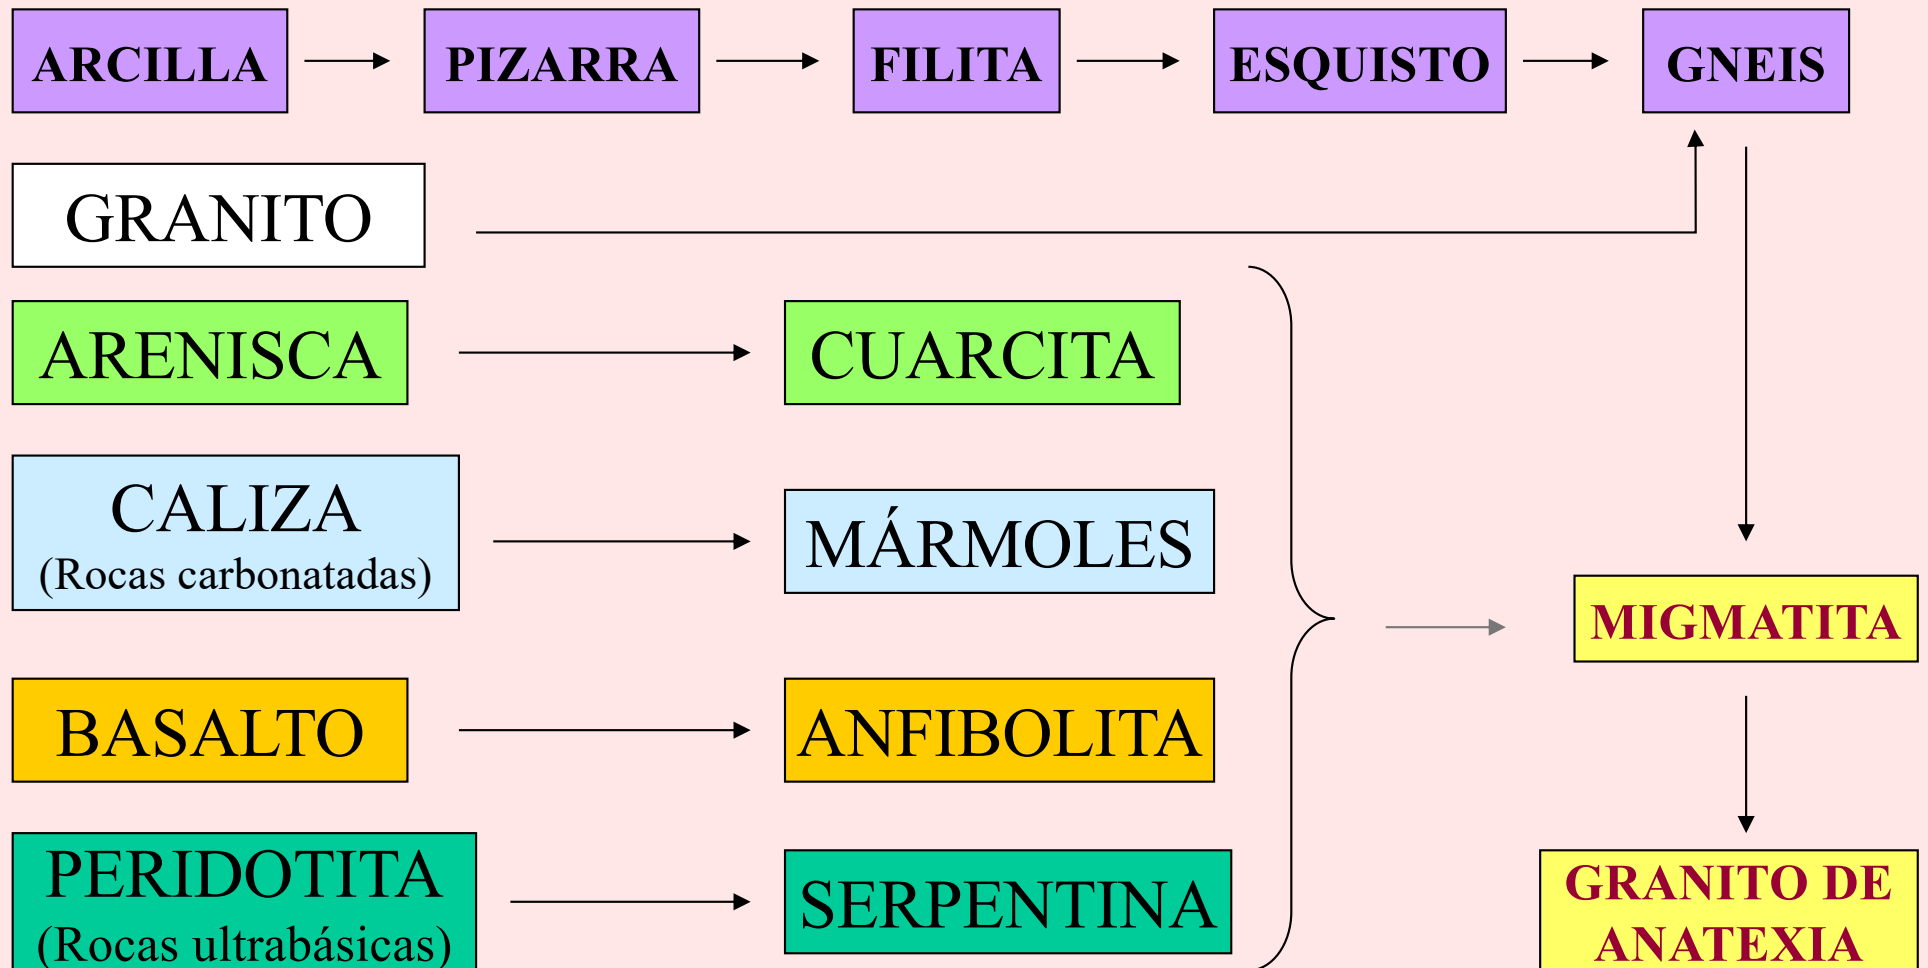 ARCILLA
PIZARRA
FILITA
ESQUISTO
GNEIS
GRANITO
ARENISCA
CUARCITA
CALIZA
(Rocas carbonatadas)
MÁRMOLES
MIGMATITA
BASALTO
ANFIBOLITA
PERIDOTITA
(Rocas ultrabásicas)
SERPENTINA
GRANITO DE
ANATEXIA